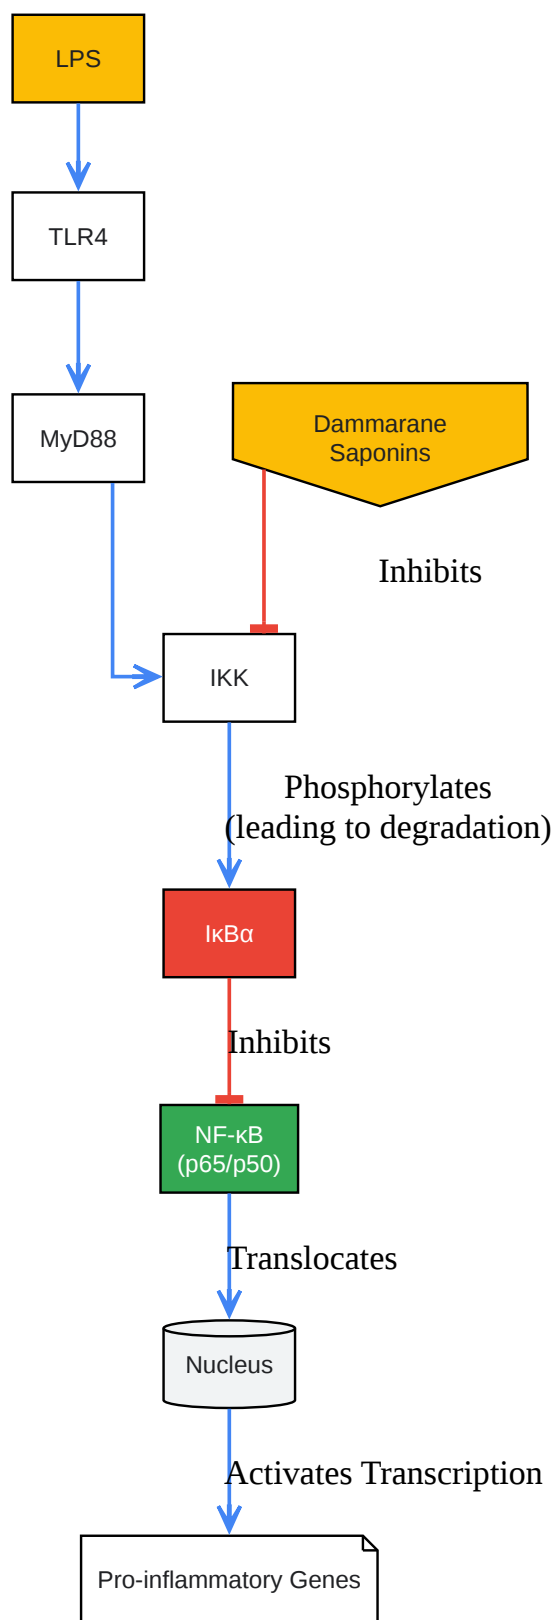 LPS
TLR4
MyD88
Dammarane
Saponins
Inhibits
IKK
Phosphorylates
(leading to degradation)
IκBα
Inhibits
NF-κB
(p65/p50)
Translocates
Nucleus
Activates Transcription
Pro-inflammatory Genes